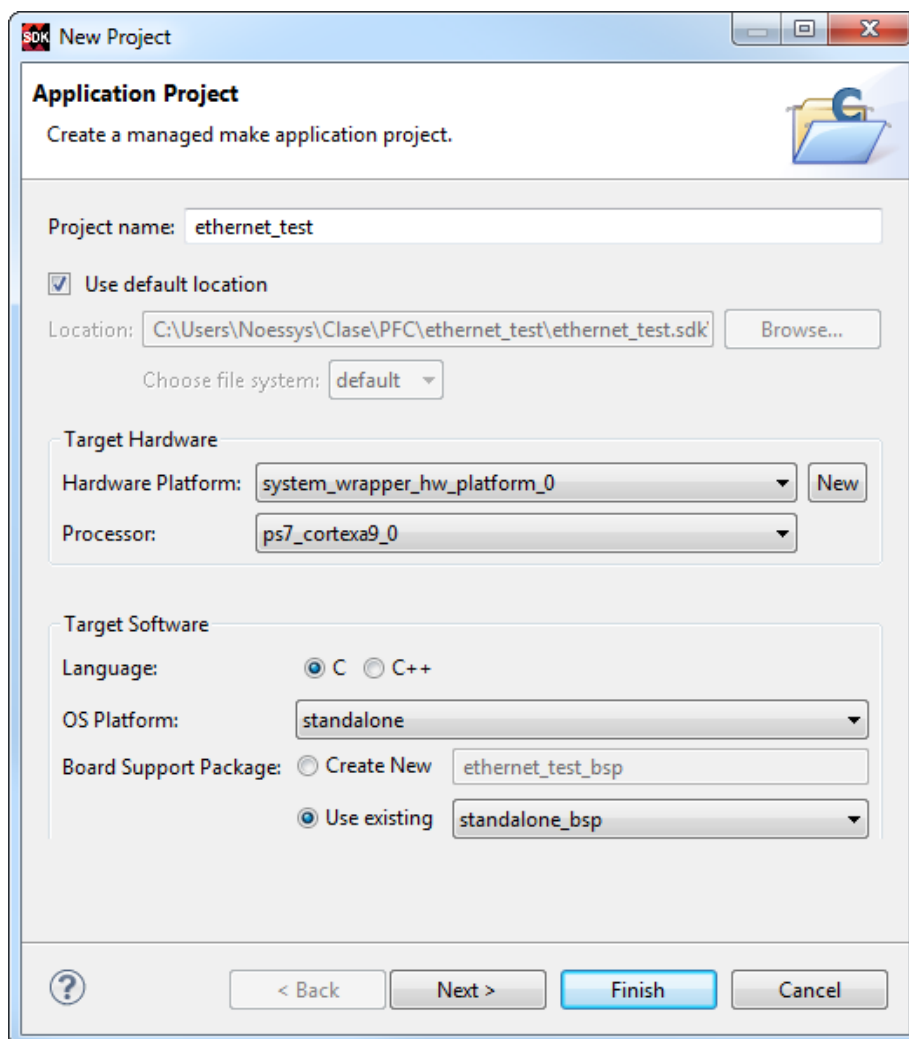 SDK New Project
Application Project
Create a managed make application project.
Project name: ethernet_test
Use default location
Location: C:\Users\Noessys\Clase\PFC\ethernet_test\ethernet_test.sdk Browse...
Choose file system: default
Target Hardware
Hardware Platform: system_wrapper_hw_platform_0 New
Processor: ps7_cortexa9_0
Target Software
Language: C C++
OS Platform: standalone
Board Support Package: Create New ethernet_test_bsp
Use existing standalone_bsp
? < Back Next > Finish Cancel